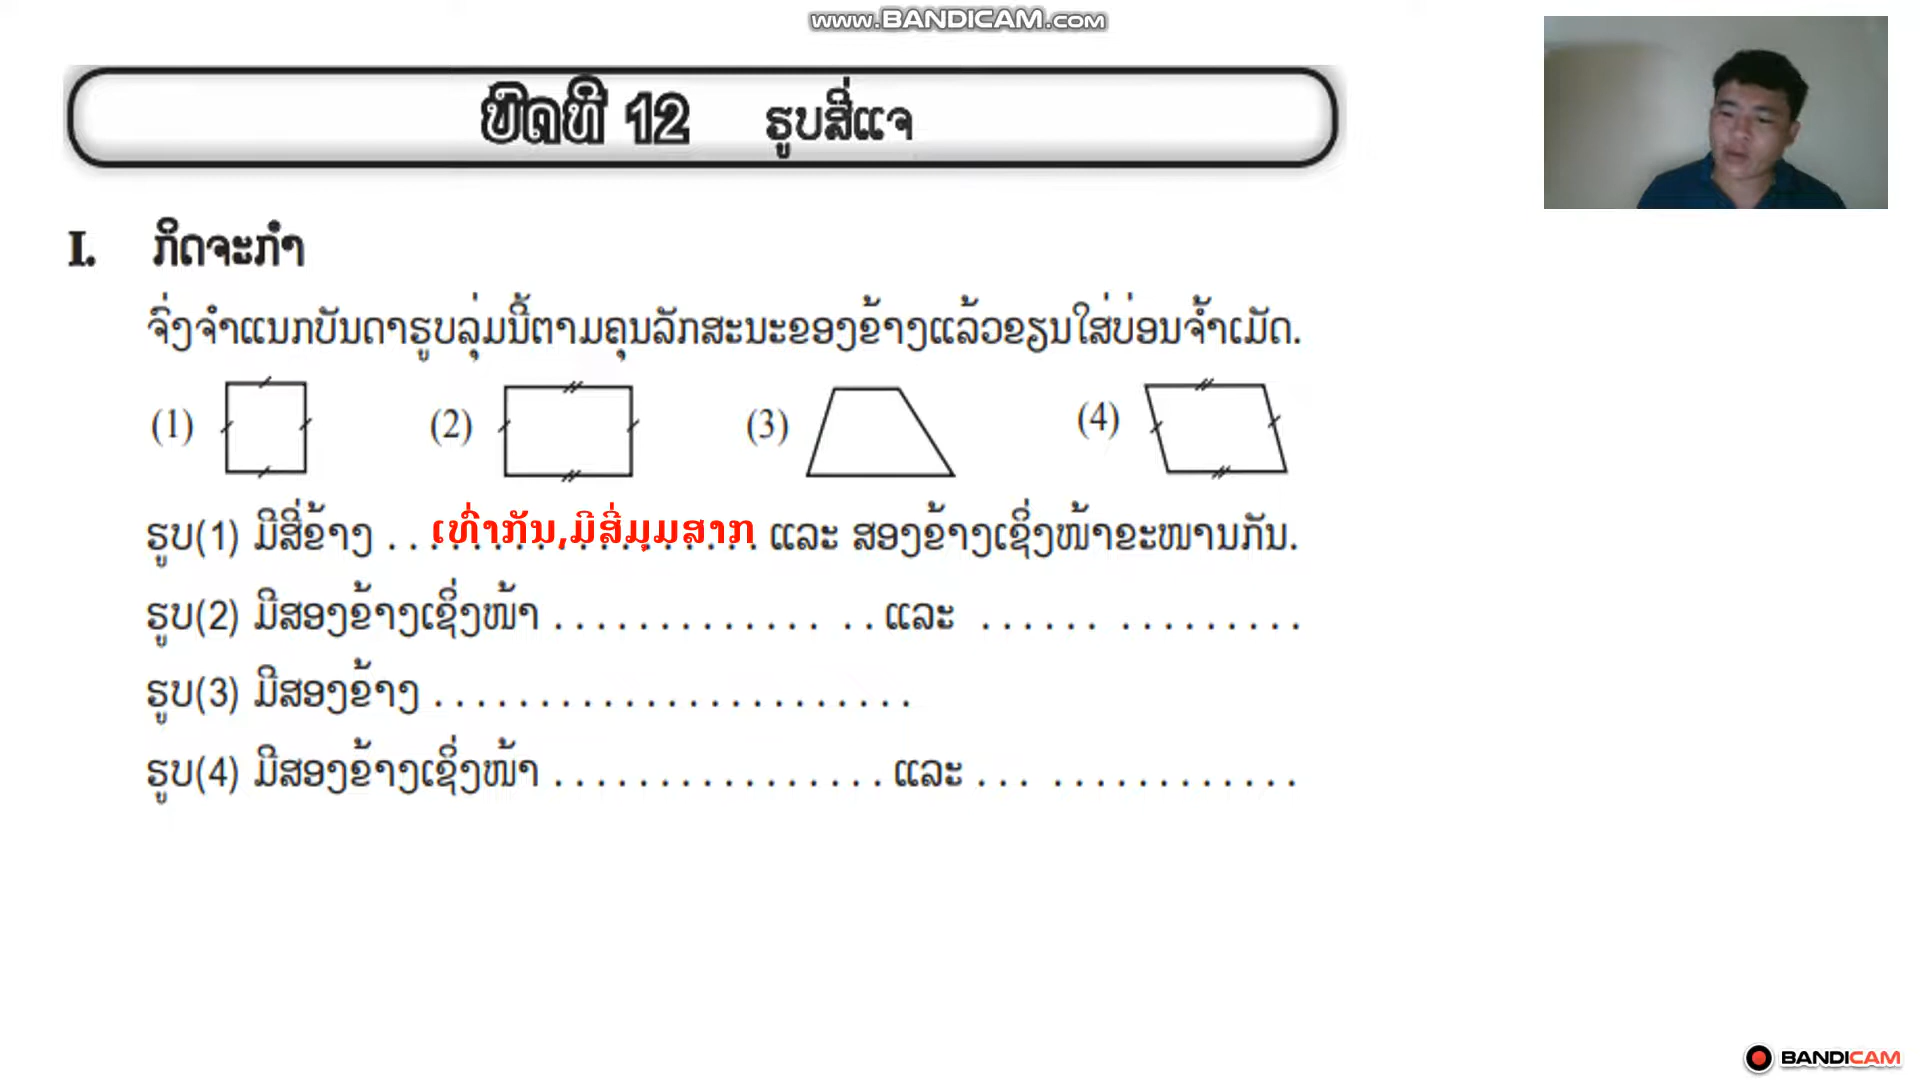 www.BANDICAM.com
ບົດທີ 12 ຮູບສີ່ແຈ
I. ກິດຈະກຳ
ຈົ່ງຈຳແນກບັນດາຮູບລຸ່ມນີ້ຕາມຄຸນລັກສະນະຂອງຂ້າງແລ້ວຂຽນໃສ່ບ່ອນຈ້ຳເມັດ.
(1) (2) (3) (4)
ຮູບ(1) ມີສີ່ຂ້າງ . . ເທົ່າກັນ,ມີສີ່ມຸມສາກ ແລະ ສອງຂ້າງເຊິ່ງໜ້າຂະໜານກັນ.
ຮູບ(2) ມີສອງຂ້າງເຊິ່ງໜ້າ . . . . . . . . . . . . . . . ແລະ . . . . . . . . . . . . . . .
ຮູບ(3) ມີສອງຂ້າງ . . . . . . . . . . . . . . . . . . . . . . .
ຮູບ(4) ມີສອງຂ້າງເຊິ່ງໜ້າ . . . . . . . . . . . . . . . . ແລະ . . . . . . . . . . . . . . .
BANDICAM